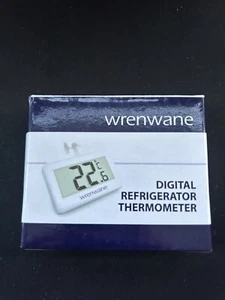 wrenwane
22.6°C
wrenwane
DIGITAL
REFRIGERATOR
THERMOMETER